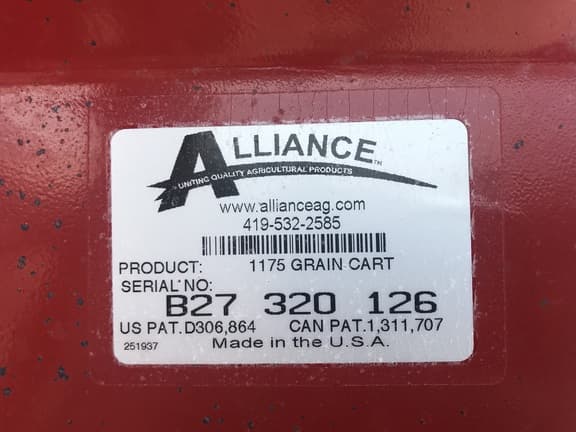 ALLIANCE™
UNITING QUALITY AGRICULTURAL PRODUCTS
www.allianceag.com
419-532-2585
PRODUCT: 1175 GRAIN CART
SERIAL NO:
B27 320 126
US PAT.D306,864 CAN PAT.1,311,707
251937 Made in the U.S.A.